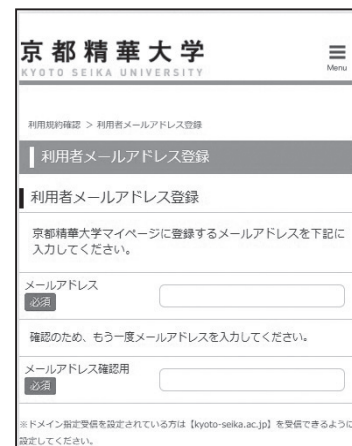 京都精華大学
KYOTO SEIKA UNIVERSITY
Menu
利用規約確認 > 利用者メールアドレス登録
利用者メールアドレス登録
利用者メールアドレス登録
京都精華大学マイページに登録するメールアドレスを下記に
入力してください。
メールアドレス
必須
確認のため、もう一度メールアドレスを入力してください。
メールアドレス確認用
必須
※ドメイン指定受信を設定されている方は【kyoto-seika.ac.jp】を受信できるように
設定してください。